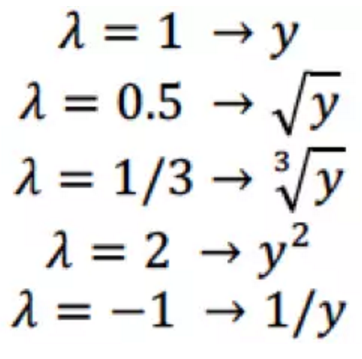 λ = 1 → y
λ = 0.5 → √y
λ = 1/3 → ∛y
λ = 2 → y²
λ = −1 → 1/y